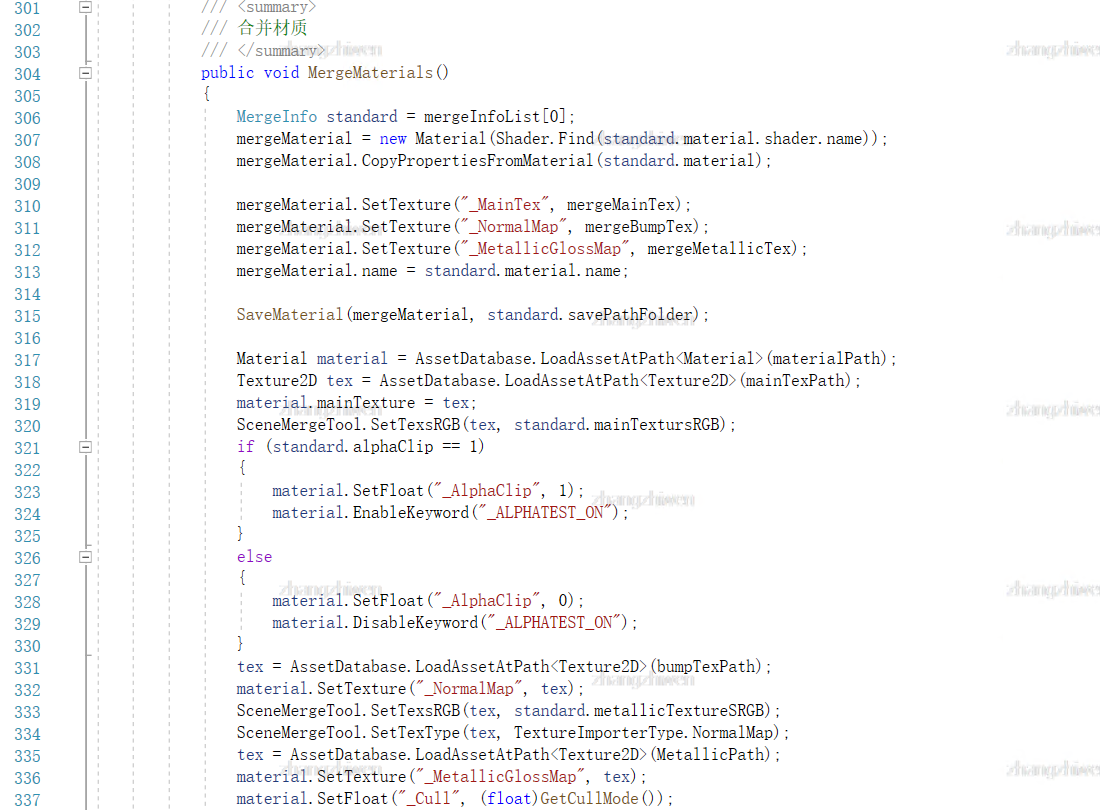 301 /// <summary>
302 /// 合并材质
303 /// </summary>
304 public void MergeMaterials()
305 {
306 MergeInfo standard = mergeInfoList[0];
307 mergeMaterial = new Material(Shader.Find(standard.material.shader.name));
308 mergeMaterial.CopyPropertiesFromMaterial(standard.material);
309
310 mergeMaterial.SetTexture("_MainTex", mergeMainTex);
311 mergeMaterial.SetTexture("_NormalMap", mergeBumpTex);
312 mergeMaterial.SetTexture("_MetallicGlossMap", mergeMetallicTex);
313 mergeMaterial.name = standard.material.name;
314
315 SaveMaterial(mergeMaterial, standard.savePathFolder);
316
317 Material material = AssetDatabase.LoadAssetAtPath<Material>(materialPath);
318 Texture2D tex = AssetDatabase.LoadAssetAtPath<Texture2D>(mainTexPath);
319 material.mainTexture = tex;
320 SceneMergeTool.SetTexsRGB(tex, standard.mainTextursRGB);
321 if (standard.alphaClip == 1)
322 {
323 material.SetFloat("_AlphaClip", 1);
324 material.EnableKeyword("_ALPHATEST_ON");
325 }
326 else
327 {
328 material.SetFloat("_AlphaClip", 0);
329 material.DisableKeyword("_ALPHATEST_ON");
330 }
331 tex = AssetDatabase.LoadAssetAtPath<Texture2D>(bumpTexPath);
332 material.SetTexture("_NormalMap", tex);
333 SceneMergeTool.SetTexsRGB(tex, standard.metallicTextureSRGB);
334 SceneMergeTool.SetTexType(tex, TextureImporterType.NormalMap);
335 tex = AssetDatabase.LoadAssetAtPath<Texture2D>(MetallicPath);
336 material.SetTexture("_MetallicGlossMap", tex);
337 material.SetFloat("_Cull", (float)GetCullMode());